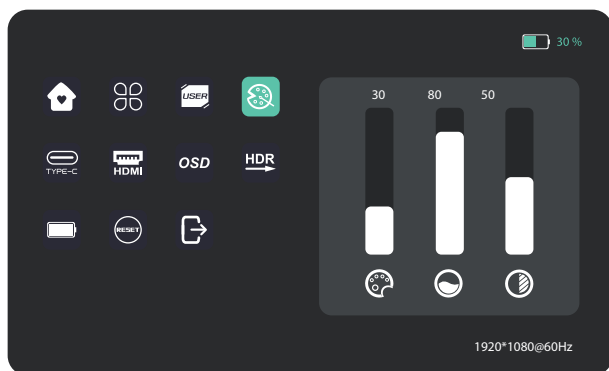 30 %
30 80 50
USER
TYPE-C HDMI OSD HDR
RESET
1920*1080@60Hz